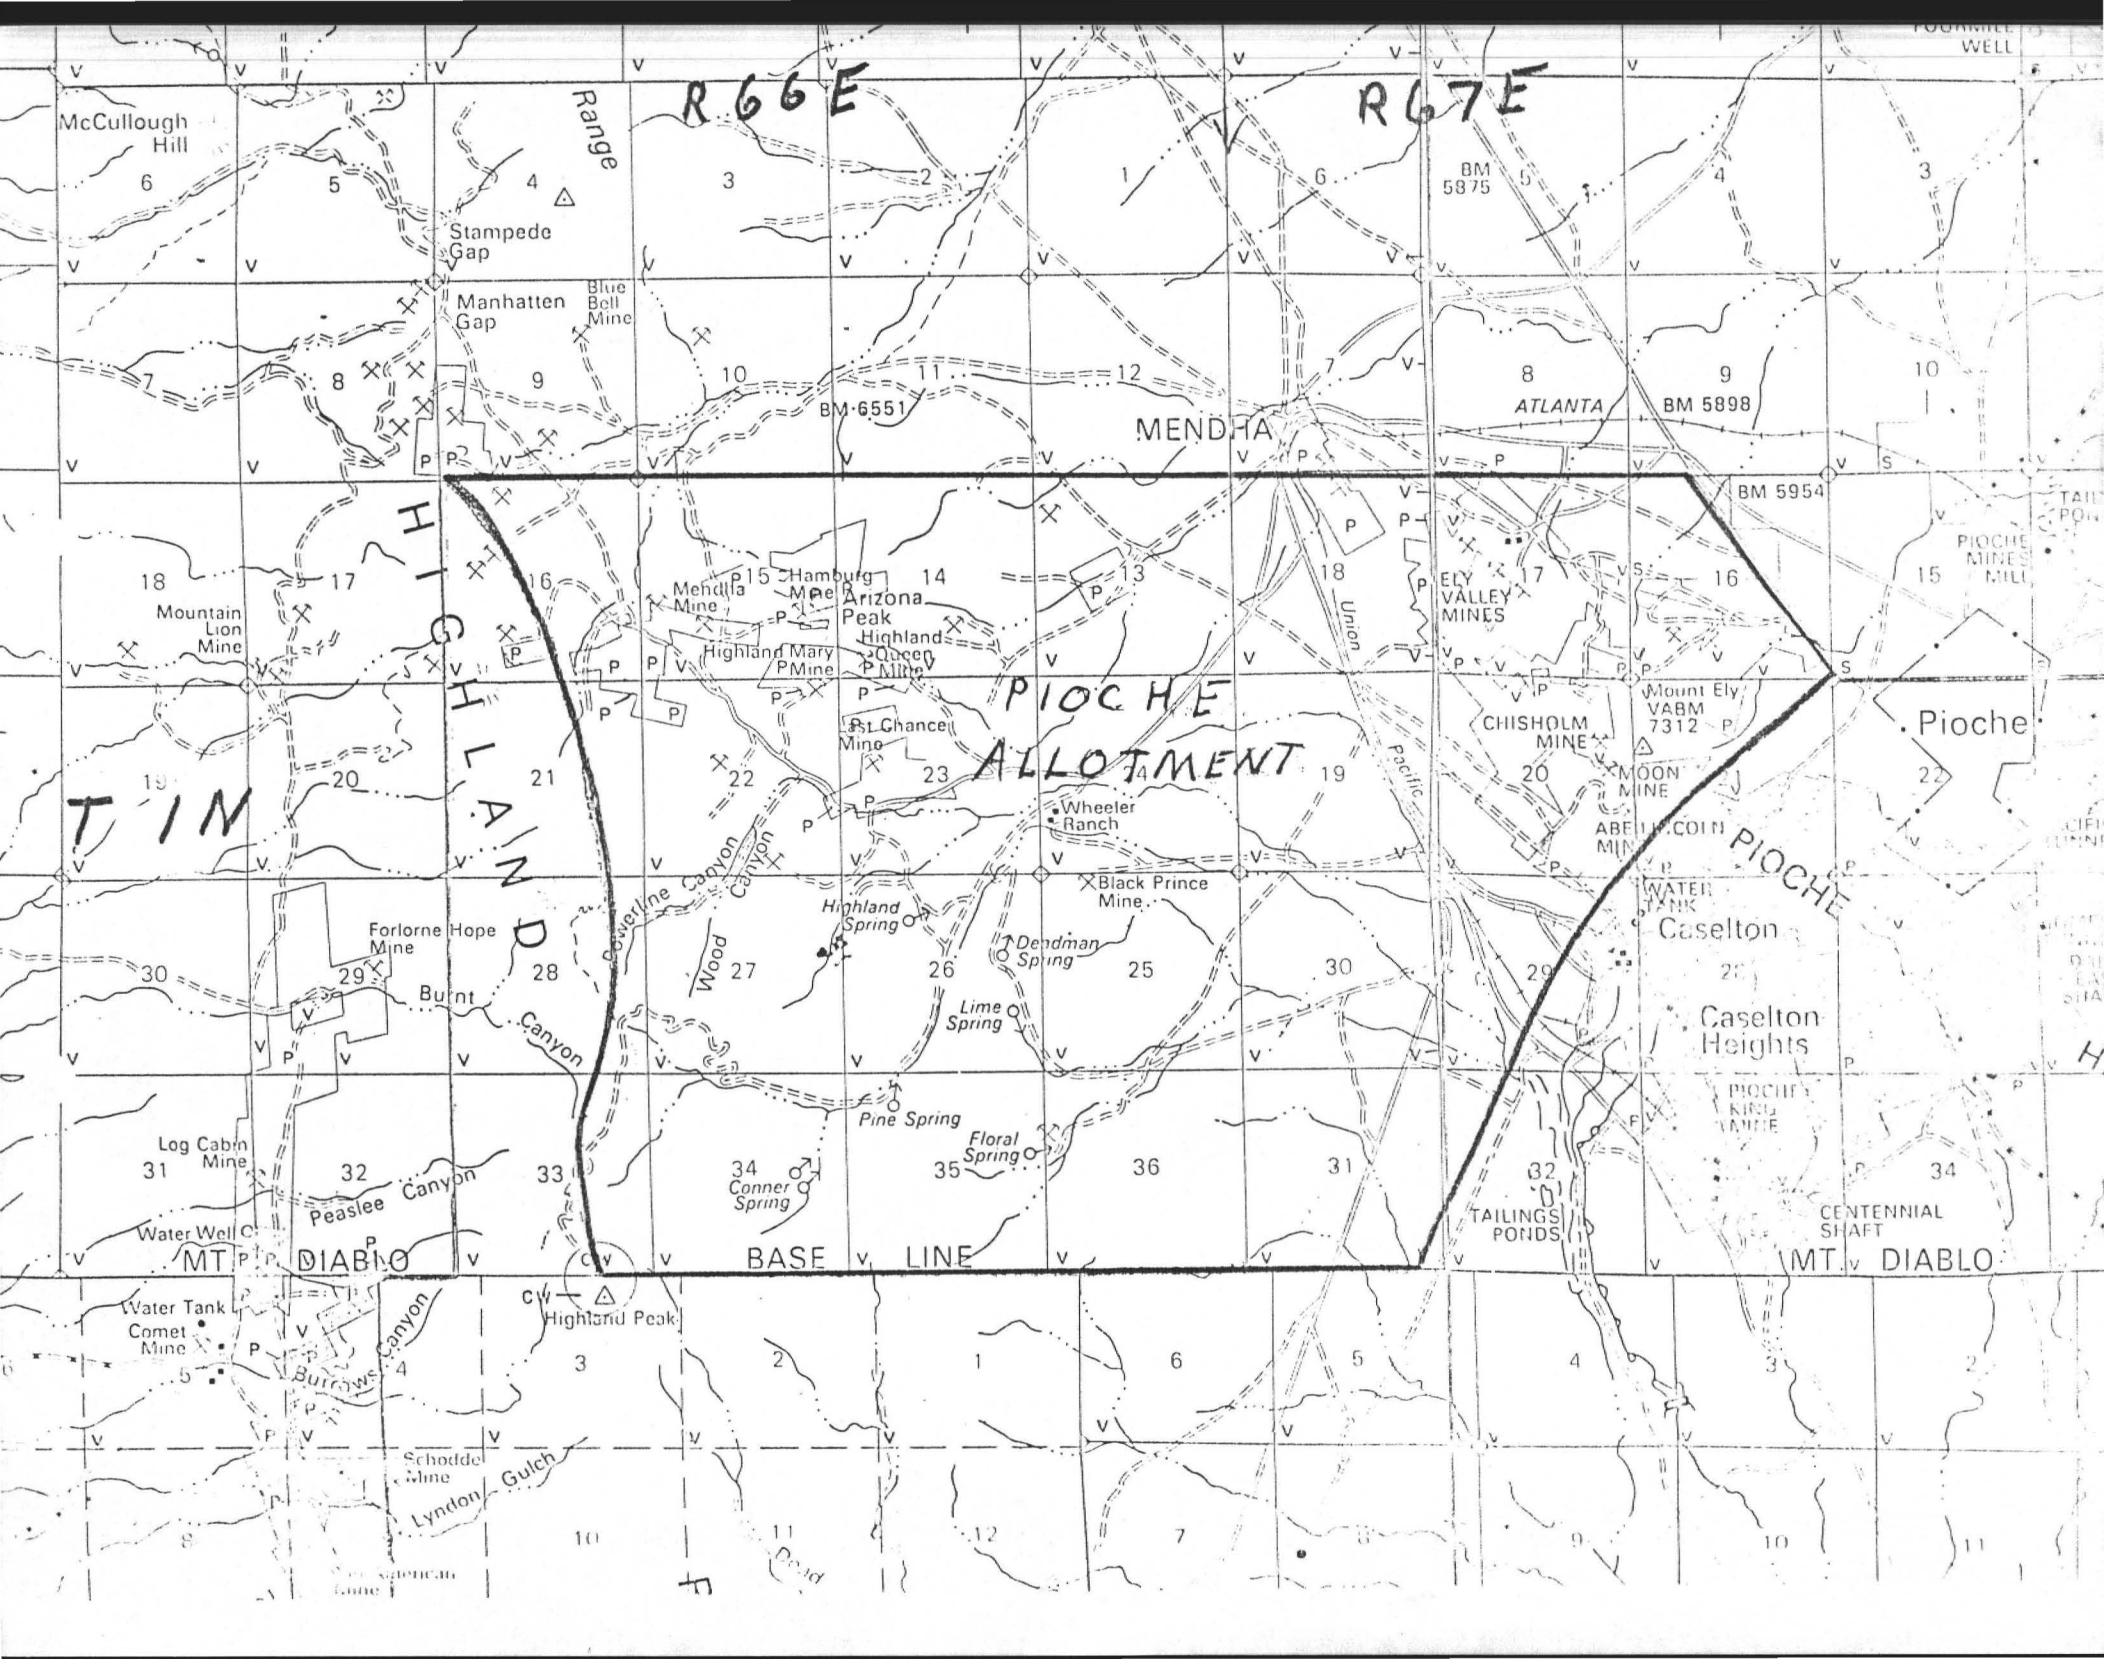 WELL
R66E
R67E
McCullough
Hill
Range
6
5
4
3
2
1
6
BM
5875
5
4
3
Stampede
Gap
Manhatten
Gap
Blue
Bell
Mine
7
8
9
10
11
12
7
8
9
10
BM 6551
MENDHA
ATLANTA
BM 5898
BM 5954
HIGHLAND
18
17
16
15
14
13
18
17
16
15
Mountain
Lion
Mine
Mendha
Mine
Hamburg
Mine
Arizona
Peak
Highland Mary
Mine
Highland
Queen
Mine
Union
Pacific
ELY
VALLEY
MINES
PIOCHE
MINES
MILL
PIOCHE
ALLOTMENT
Mount Ely
VABM
7312
CHISHOLM
MINE
Pioche
TIN
19
20
21
22
23
24
19
20
22
Last Chance
Mine
MOON
MINE
Wheeler
Ranch
ABE LINCOLN
MINE
PIOCHE
Powerline Canyon
Wood Canyon
Black Prince
Mine
Highland
Spring
WATER
TANK
Caselton
Forlorne Hope
Mine
Deadman
Spring
30
29
28
27
26
25
30
29
28
Burnt Canyon
Lime
Spring
Caselton
Heights
Pine Spring
PIOCHE
KING
MINE
Floral
Spring
Log Cabin
Mine
31
32
33
34
35
36
31
32
34
Conner
Spring
Peaslee Canyon
TAILINGS
PONDS
CENTENNIAL
SHAFT
Water Well
MT DIABLO BASE LINE MT. DIABLO
Highland Peak
Water Tank
Comet
Mine
Burrows Canyon
5
4
3
2
1
6
5
4
3
2
Schodde
Mine
Lyndon Gulch
8
10
11
12
7
8
9
10
11